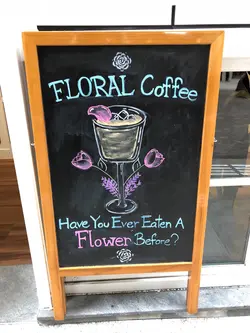 FLORAL Coffee
Have You Ever Eaten A
Flower Before?